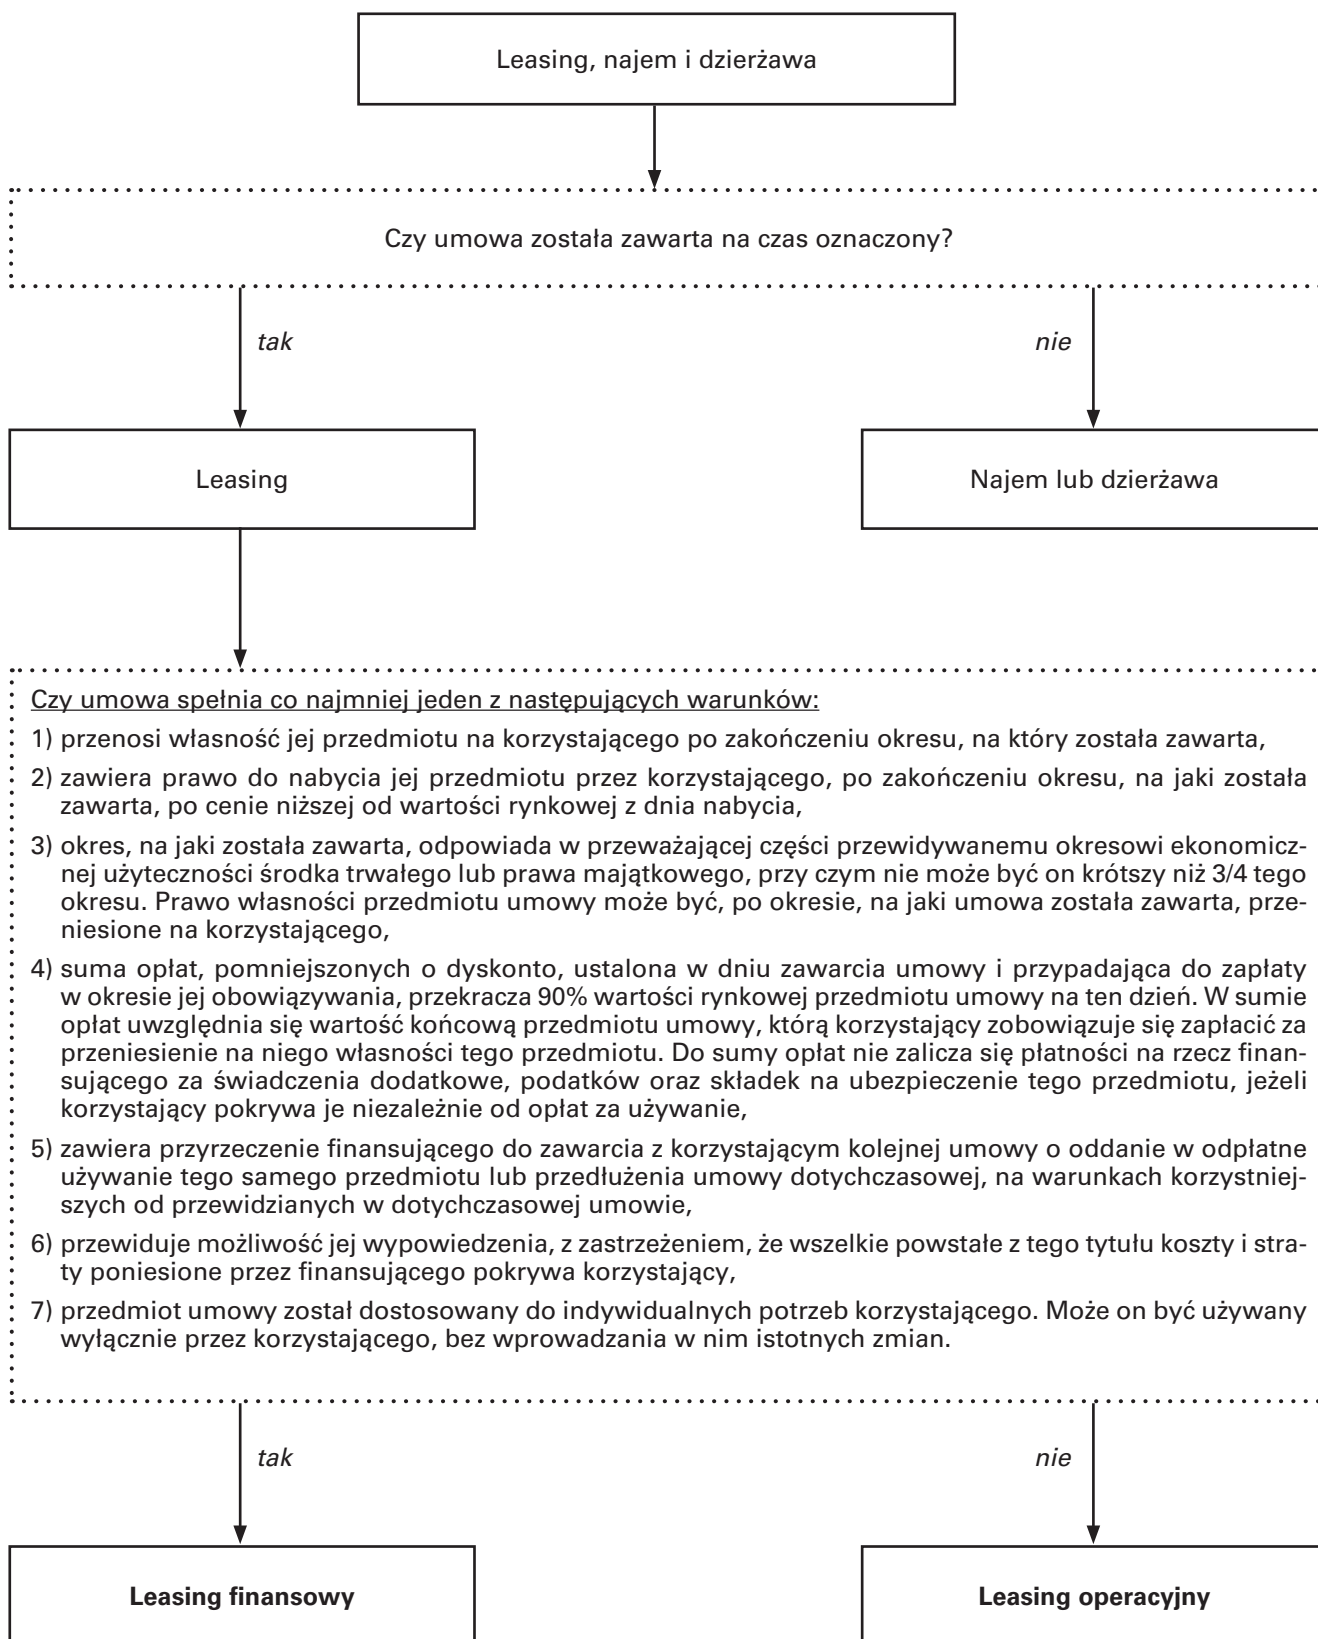 Leasing, najem i dzierżawa
Czy umowa została zawarta na czas oznaczony?
tak
nie
Leasing
Najem lub dzierżawa
Czy umowa spełnia co najmniej jeden z następujących warunków:
1) przenosi własność jej przedmiotu na korzystającego po zakończeniu okresu, na który została zawarta,
2) zawiera prawo do nabycia jej przedmiotu przez korzystającego, po zakończeniu okresu, na jaki została
zawarta, po cenie niższej od wartości rynkowej z dnia nabycia,
3) okres, na jaki została zawarta, odpowiada w przeważającej części przewidywanemu okresowi ekonomicz-
nej użyteczności środka trwałego lub prawa majątkowego, przy czym nie może być on krótszy niż 3/4 tego
okresu. Prawo własności przedmiotu umowy może być, po okresie, na jaki umowa została zawarta, prze-
niesione na korzystającego,
4) suma opłat, pomniejszonych o dyskonto, ustalona w dniu zawarcia umowy i przypadająca do zapłaty
w okresie jej obowiązywania, przekracza 90% wartości rynkowej przedmiotu umowy na ten dzień. W sumie
opłat uwzględnia się wartość końcową przedmiotu umowy, którą korzystający zobowiązuje się zapłacić za
przeniesienie na niego własności tego przedmiotu. Do sumy opłat nie zalicza się płatności na rzecz finan-
sującego za świadczenia dodatkowe, podatków oraz składek na ubezpieczenie tego przedmiotu, jeżeli
korzystający pokrywa je niezależnie od opłat za używanie,
5) zawiera przyrzeczenie finansującego do zawarcia z korzystającym kolejnej umowy o oddanie w odpłatne
używanie tego samego przedmiotu lub przedłużenia umowy dotychczasowej, na warunkach korzystniej-
szych od przewidzianych w dotychczasowej umowie,
6) przewiduje możliwość jej wypowiedzenia, z zastrzeżeniem, że wszelkie powstałe z tego tytułu koszty i stra-
ty poniesione przez finansującego pokrywa korzystający,
7) przedmiot umowy został dostosowany do indywidualnych potrzeb korzystającego. Może on być używany
wyłącznie przez korzystającego, bez wprowadzania w nim istotnych zmian.
tak
nie
Leasing finansowy
Leasing operacyjny